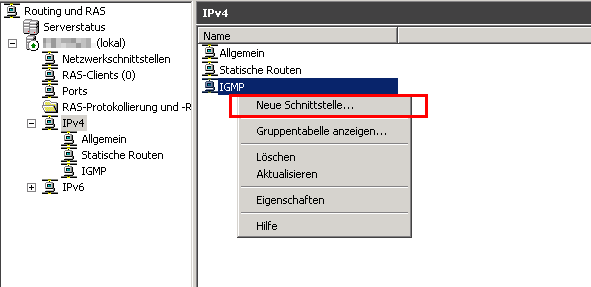 Routing und RAS
Serverstatus
(lokal)
Netzwerkschnittstellen
RAS-Clients (0)
Ports
RAS-Protokollierung und -R
IPv4
Allgemein
Statische Routen
IGMP
IPv6
IPv4
Name
Allgemein
Statische Routen
IGMP
Neue Schnittstelle...
Gruppentabelle anzeigen...
Löschen
Aktualisieren
Eigenschaften
Hilfe